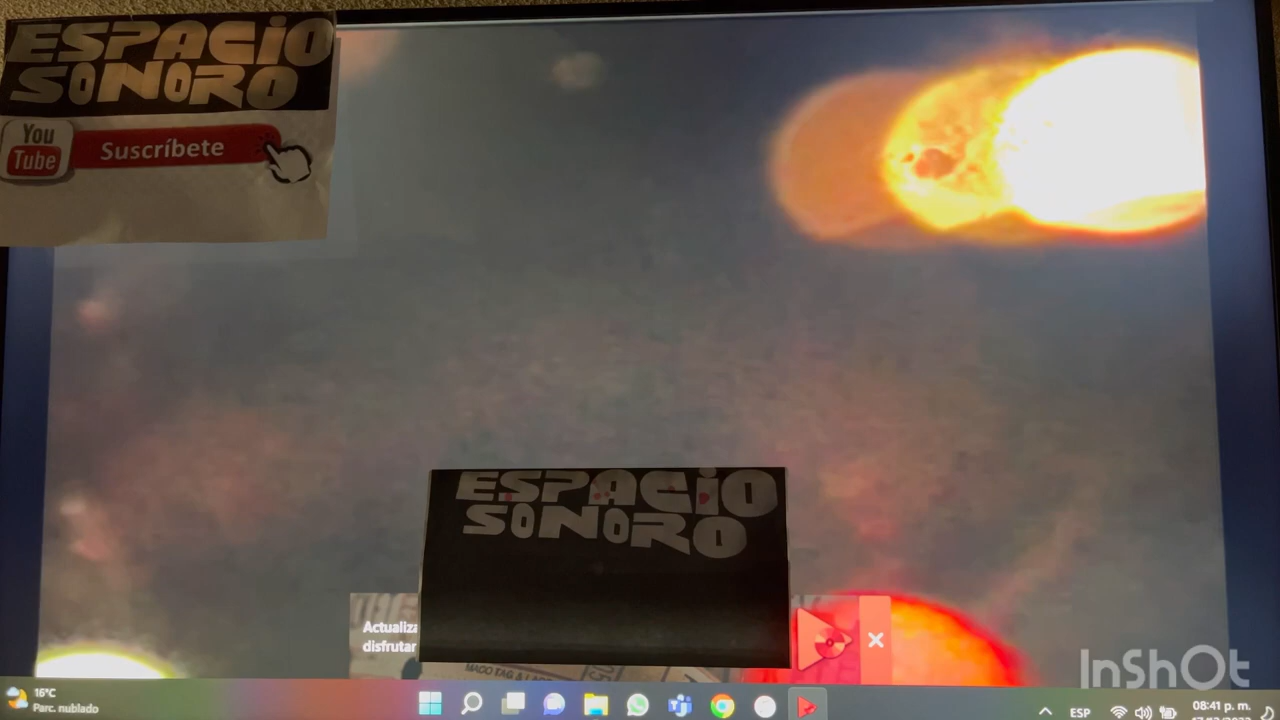 ESPACiO
SONORO
You
Tube
Suscríbete
ESPACiO
SONORO
Actualiza
disfrutar
InShOt
16°C
Parc. nublado
ESP
08:41 p. m.